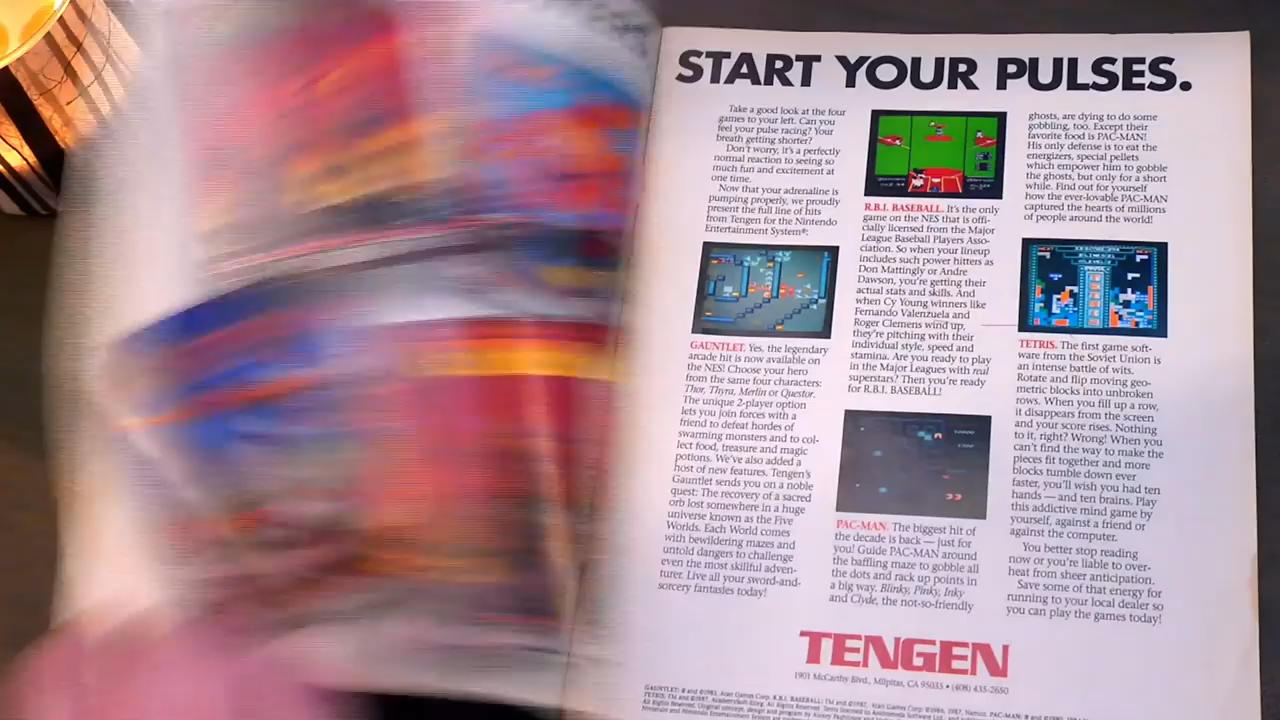 START YOUR PULSES.
Take a good look at the four
games to your left. Can you
feel your pulse racing? Your
breath getting shorter?
Don't worry, it's a perfectly
normal reaction to seeing so
much fun and excitement at
one time.
Now that your adrenaline is
pumping properly, we proudly
present the full line of hits
from Tengen for the Nintendo
Entertainment System®:
GAUNTLET. Yes, the legendary
arcade hit is now available on
the NES! Choose your hero
from the same four characters:
Thor, Thyra, Merlin or Questor.
The unique 2-player option
lets you join forces with a
friend to defeat hordes of
swarming monsters and to col-
lect food, treasure and magic
potions. We've also added a
host of new features. Tengen's
Gauntlet sends you on a noble
quest: The recovery of a sacred
orb lost somewhere in a huge
universe known as the Five
Worlds. Each World comes
with bewildering mazes and
untold dangers to challenge
even the most skillful adven-
turer. Live all your sword-and-
sorcery fantasies today!
R.B.I. BASEBALL. It's the only
game on the NES that is offi-
cially licensed from the Major
League Baseball Players Asso-
ciation. So when your lineup
includes such power hitters as
Don Mattingly or Andre
Dawson, you're getting their
actual stats and skills. And
when Cy Young winners like
Fernando Valenzuela and
Roger Clemens wind up,
they're pitching with their
individual style, speed and
stamina. Are you ready to play
in the Major Leagues with real
superstars? Then you're ready
for R.B.I. BASEBALL!
PAC-MAN. The biggest hit of
the decade is back — just for
you! Guide PAC-MAN around
the baffling maze to gobble all
the dots and rack up points in
a big way. Blinky, Pinky, Inky
and Clyde, the not-so-friendly
ghosts, are dying to do some
gobbling, too. Except their
favorite food is PAC-MAN!
His only defense is to eat the
energizers, special pellets
which empower him to gobble
the ghosts, but only for a short
while. Find out for yourself
how the ever-lovable PAC-MAN
captured the hearts of millions
of people around the world!
TETRIS. The first game soft-
ware from the Soviet Union is
an intense battle of wits.
Rotate and flip moving geo-
metric blocks into unbroken
rows. When you fill up a row,
it disappears from the screen
and your score rises. Nothing
to it, right? Wrong! When you
can't find the way to make the
pieces fit together and more
blocks tumble down ever
faster, you'll wish you had ten
hands — and ten brains. Play
this addictive mind game by
yourself, against a friend or
against the computer.
You better stop reading
now or you're liable to over-
heat from sheer anticipation.
Save some of that energy for
running to your local dealer so
you can play the games today!
TENGEN
1901 McCarthy Blvd., Milpitas, CA 95035 • (408) 435-2650